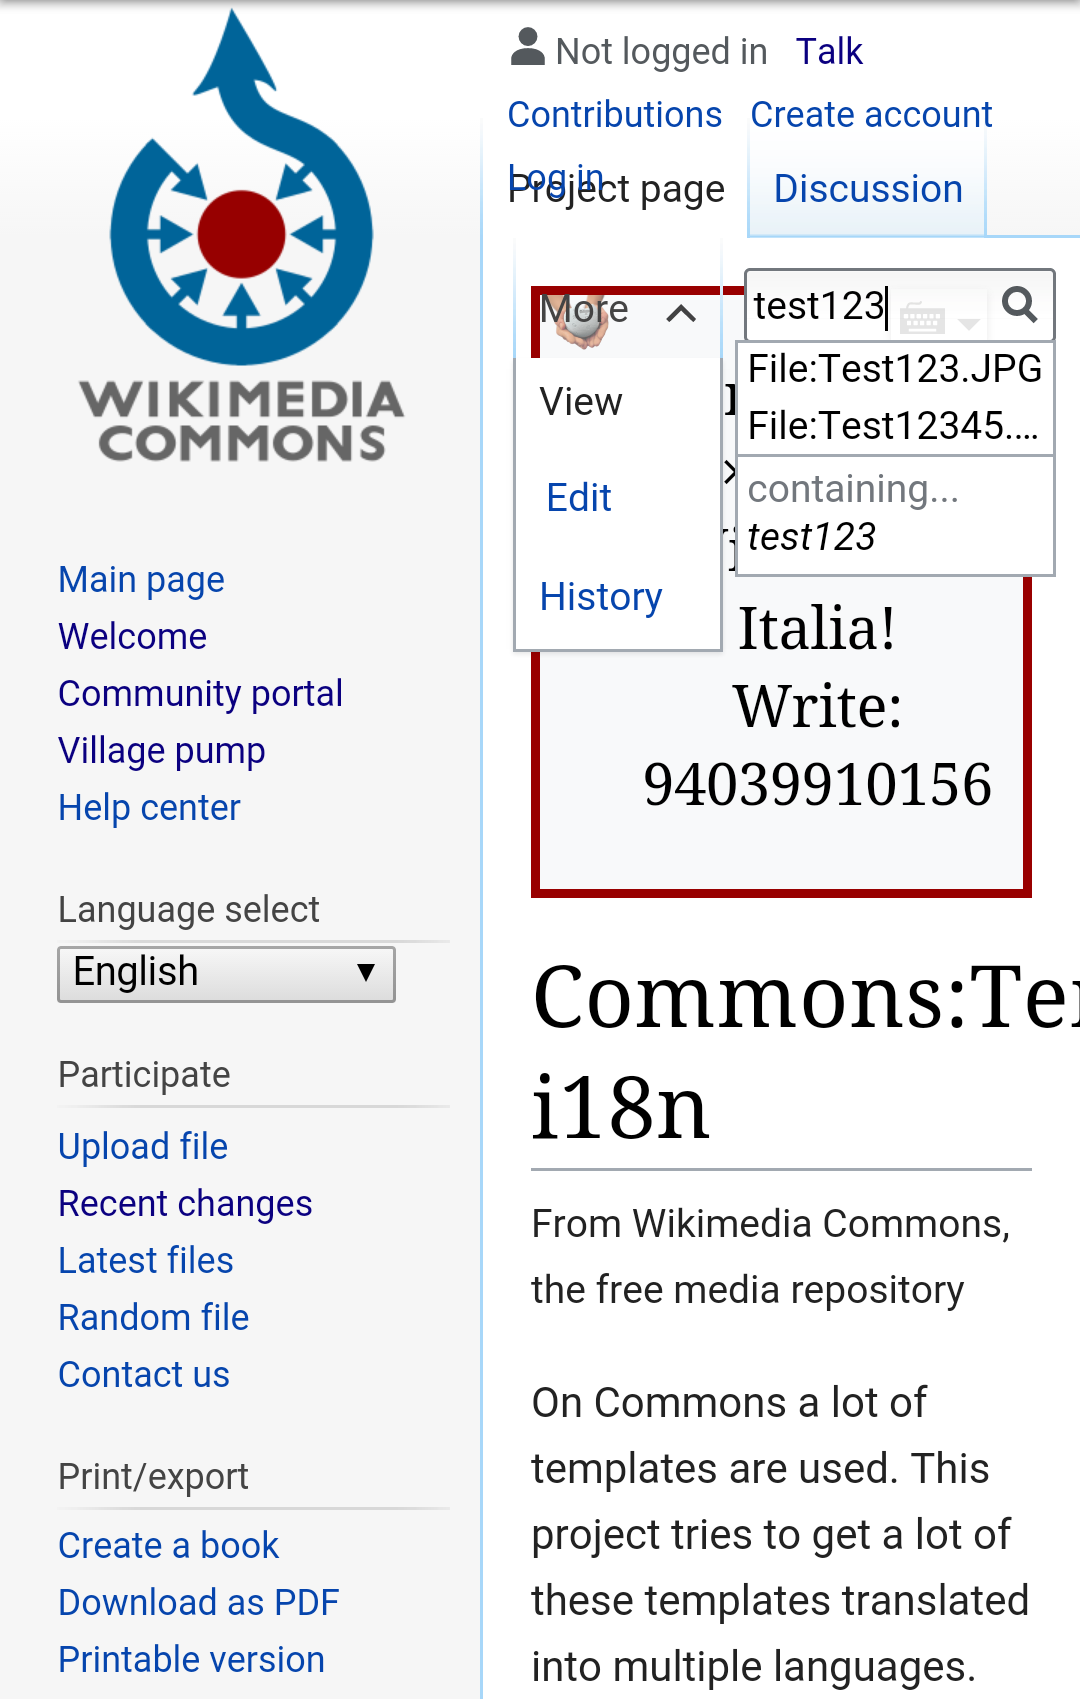 WIKIMEDIA
COMMONS
Main page
Welcome
Community portal
Village pump
Help center
Language select
English
Participate
Upload file
Recent changes
Latest files
Random file
Contact us
Print/export
Create a book
Download as PDF
Printable version
Not logged in Talk
Contributions Create account
Log in
Project page Discussion
More
View
Edit
History
test123
File:Test123.JPG
File:Test12345....
containing...
test123
Italia!
Write:
94039910156
Commons:Te
i18n
From Wikimedia Commons,
the free media repository
On Commons a lot of
templates are used. This
project tries to get a lot of
these templates translated
into multiple languages.